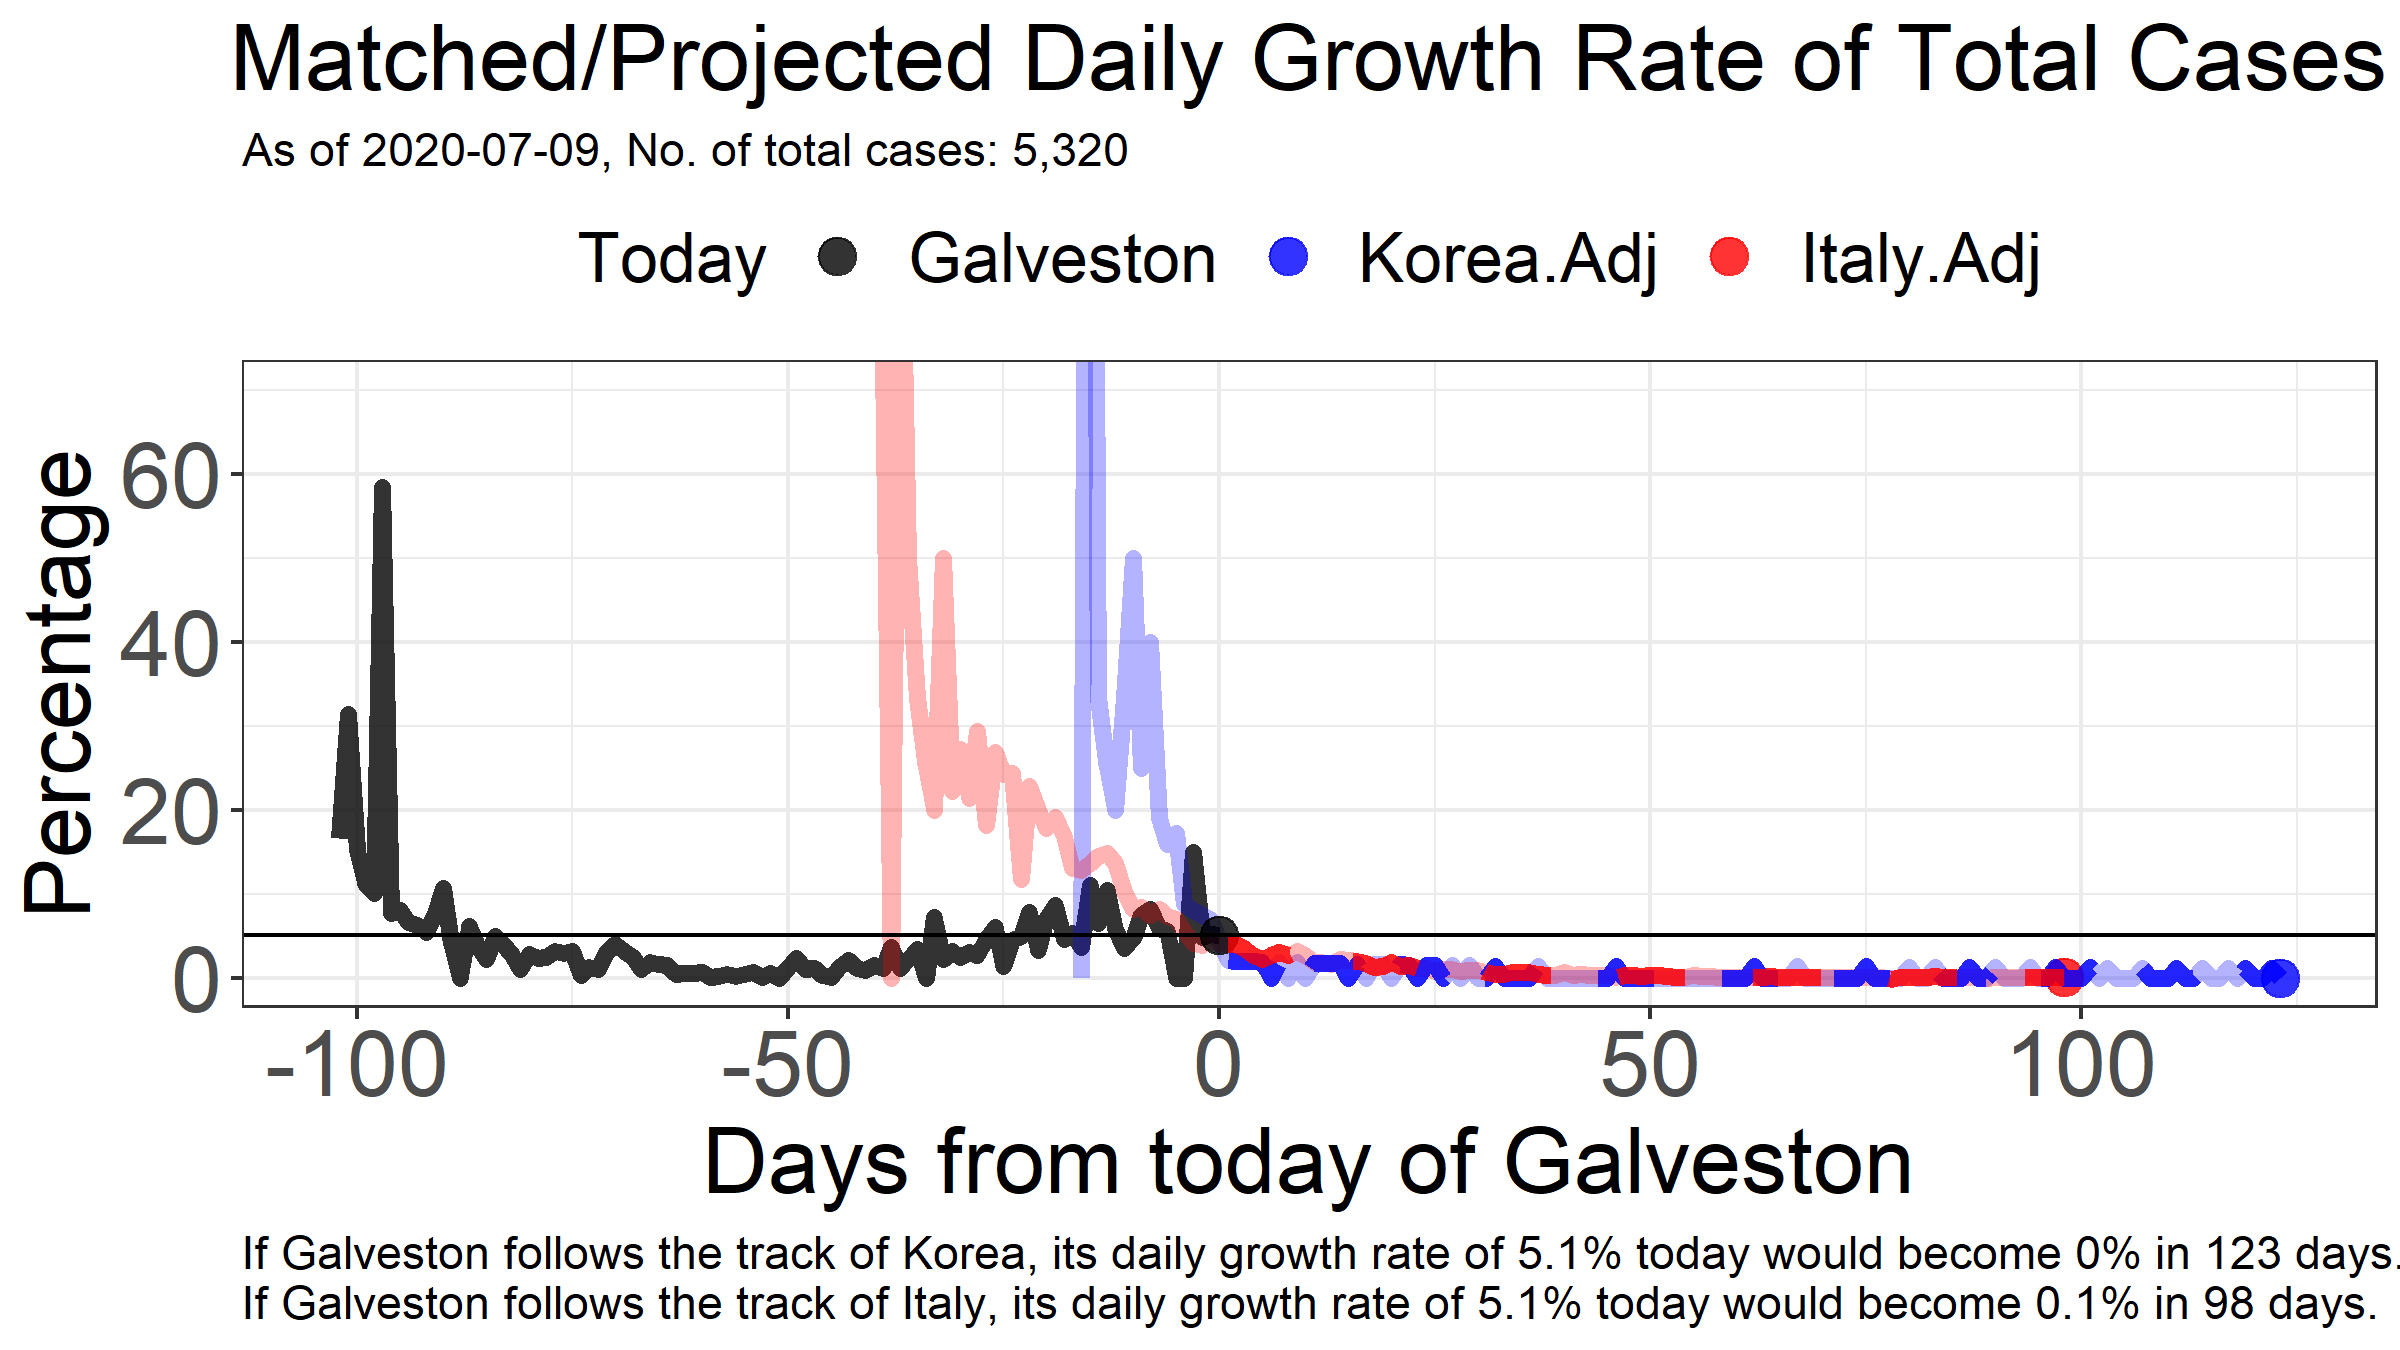 Matched/Projected Daily Growth Rate of Total Cases
As of 2020-07-09, No. of total cases: 5,320
Today Galveston Korea.Adj Italy.Adj
Percentage
60
40
20
0
-100 -50 0 50 100
Days from today of Galveston
If Galveston follows the track of Korea, its daily growth rate of 5.1% today would become 0% in 123 days.
If Galveston follows the track of Italy, its daily growth rate of 5.1% today would become 0.1% in 98 days.